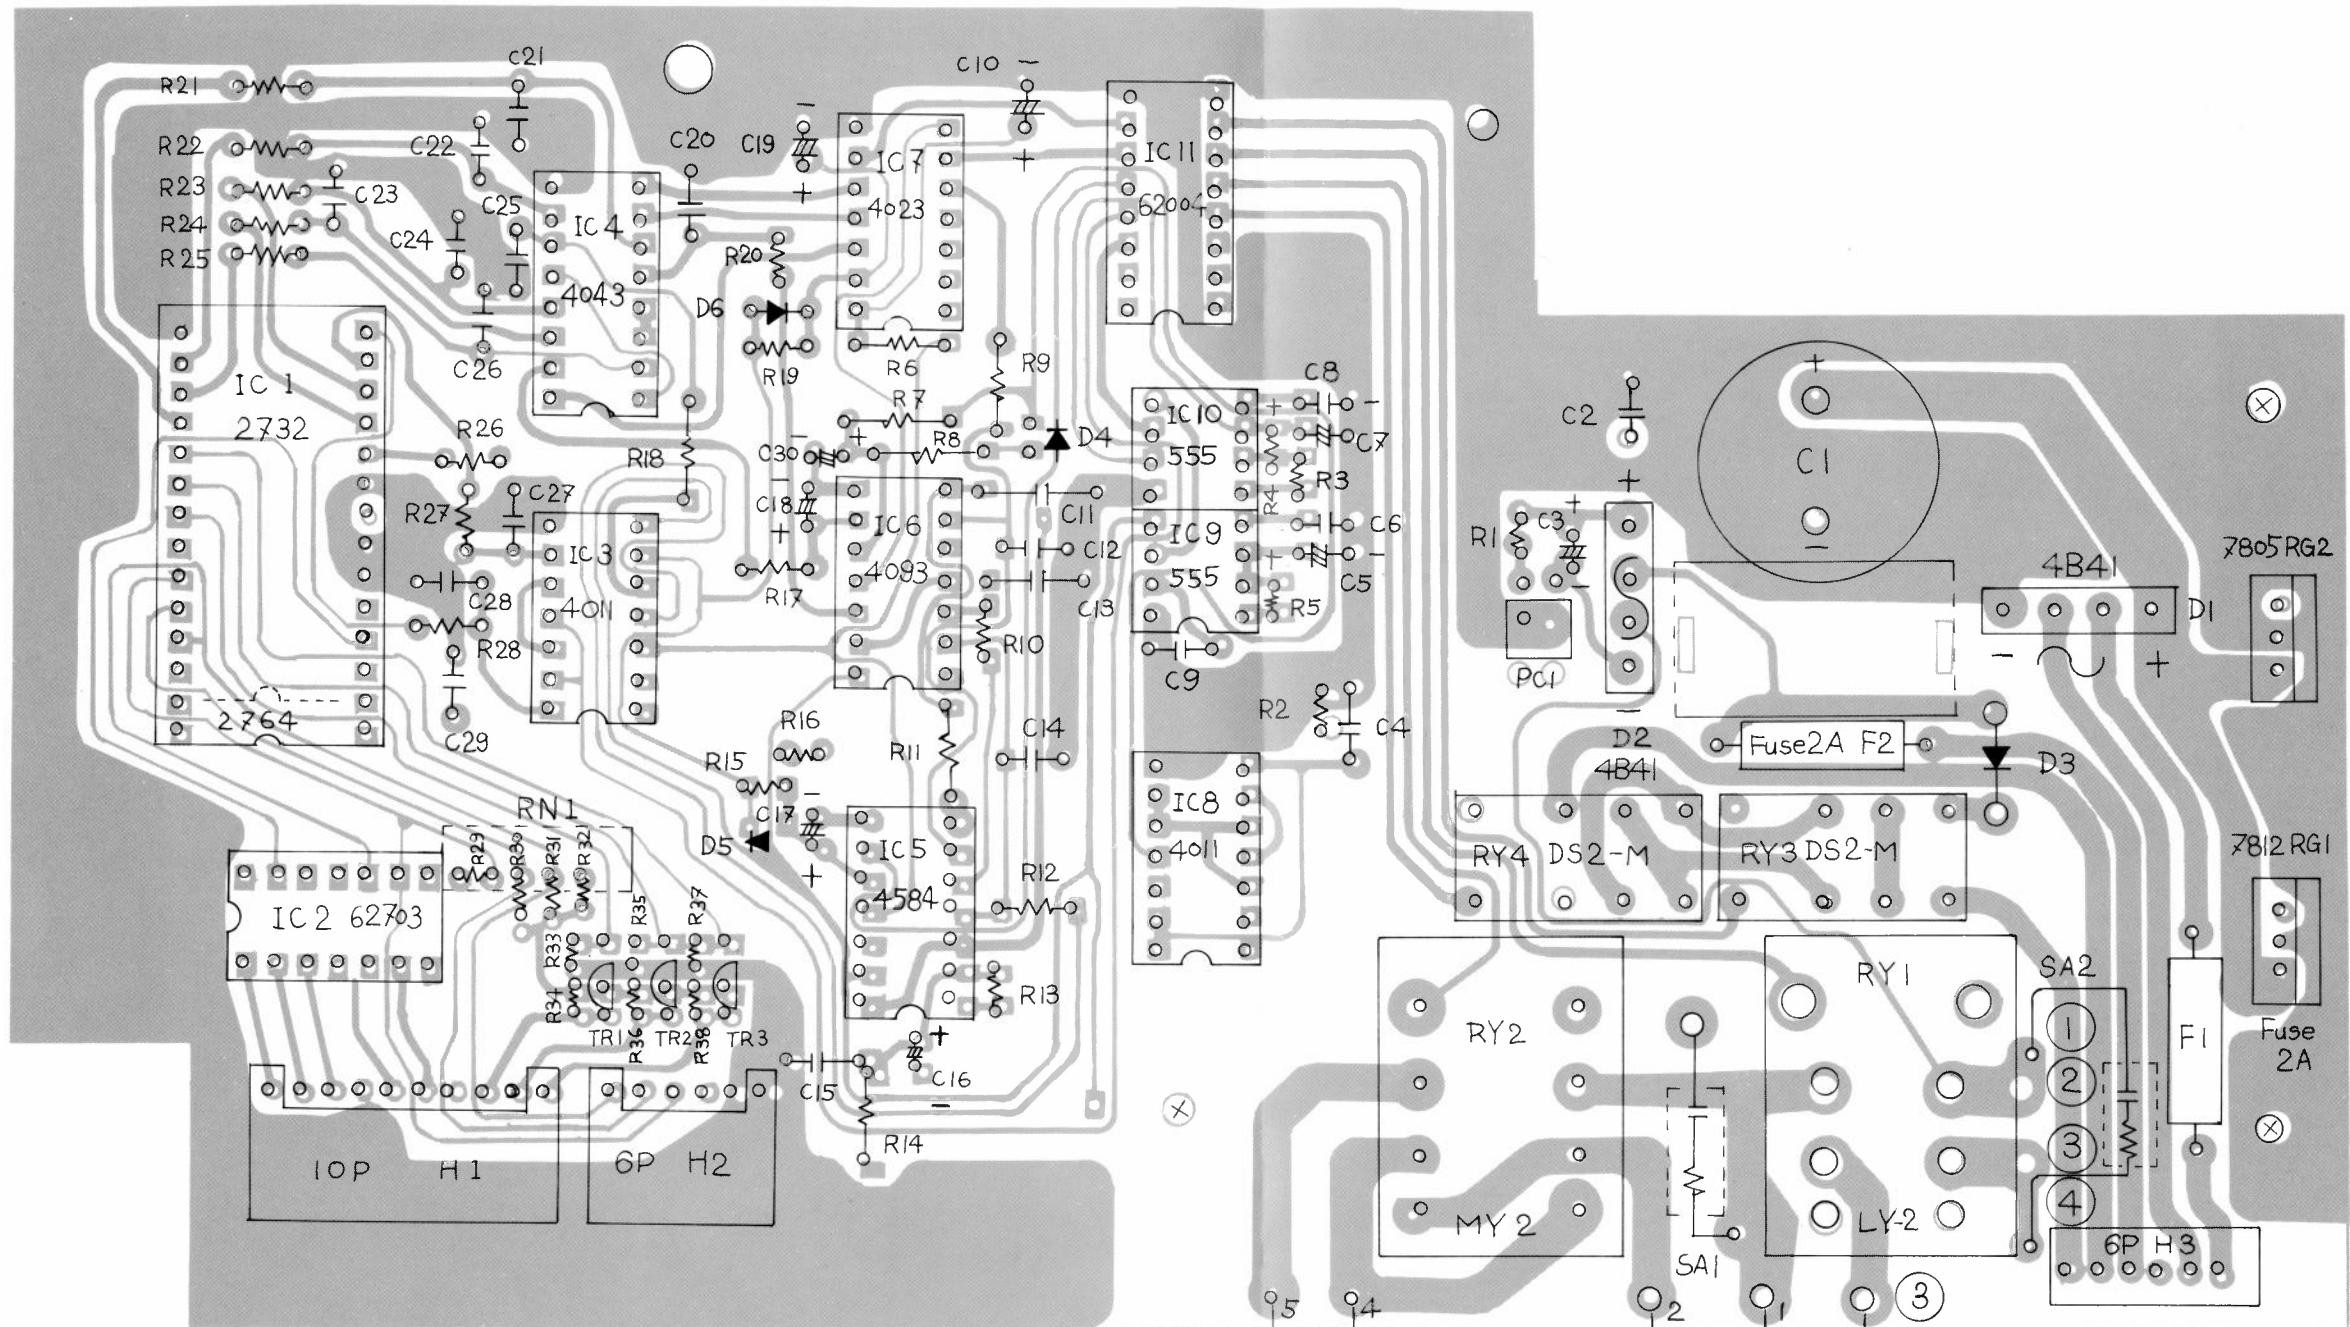 C21
R21
C10 −
R22
C22
C20
C19
−
+
+
IC7
4023
IC11
62004
R23
C23
R24
C25
C24
R25
IC4
4043
R20
D6
R19
R6
C26
R9
C8
−
C2
+
C1
−
IC1
2732
2764
R7
R26
R18
C30
−
+
R8
D4
IC10
555
+
C7
R3
R4
+
R27
C27
C18
−
+
IC6
4093
C11
IC9
555
C6
+
−
C5
R5
R1
C3
+
−
7805RG2
IC3
4011
C12
4B41
D1
−
+
C28
R17
C13
R28
R10
C9
PC1
C29
R16
R11
C14
R2
C4
−
D2
4B41
Fuse2A F2
D3
R15
RN1
−
C17
+
D5
IC5
4584
IC8
4011
RY4 DS2-M
RY3 DS2-M
7812RG1
R29
R30
R31
R32
IC2 62703
R12
R35
R37
R33
R34
R36
R38
TR1
TR2
TR3
R13
RY2
MY2
RY1
LY-2
SA2
1
2
3
4
F1
Fuse
2A
C15
+
C16
−
R14
10P H1
6P H2
SA1
6P H3
5
4
2
1
3